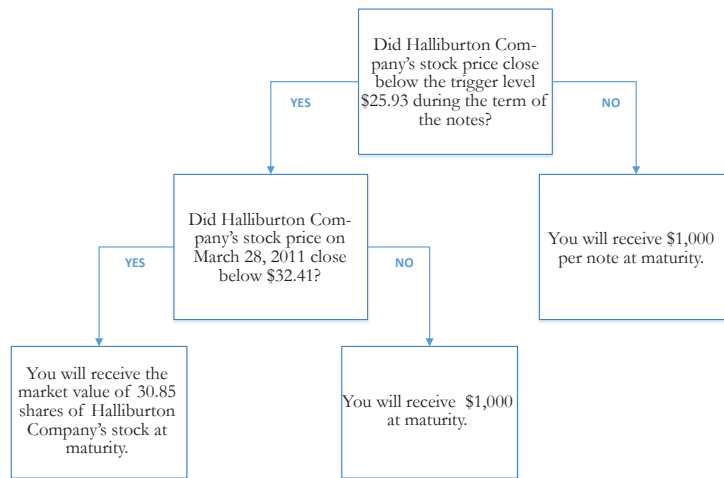 Did Halliburton Com-
pany's stock price close
below the trigger level
$25.93 during the term of
the notes?
YES
NO
Did Halliburton Com-
pany's stock price on
March 28, 2011 close
below $32.41?
You will receive $1,000
per note at maturity.
YES
NO
You will receive the
market value of 30.85
shares of Halliburton
Company's stock at
maturity.
You will receive $1,000
at maturity.